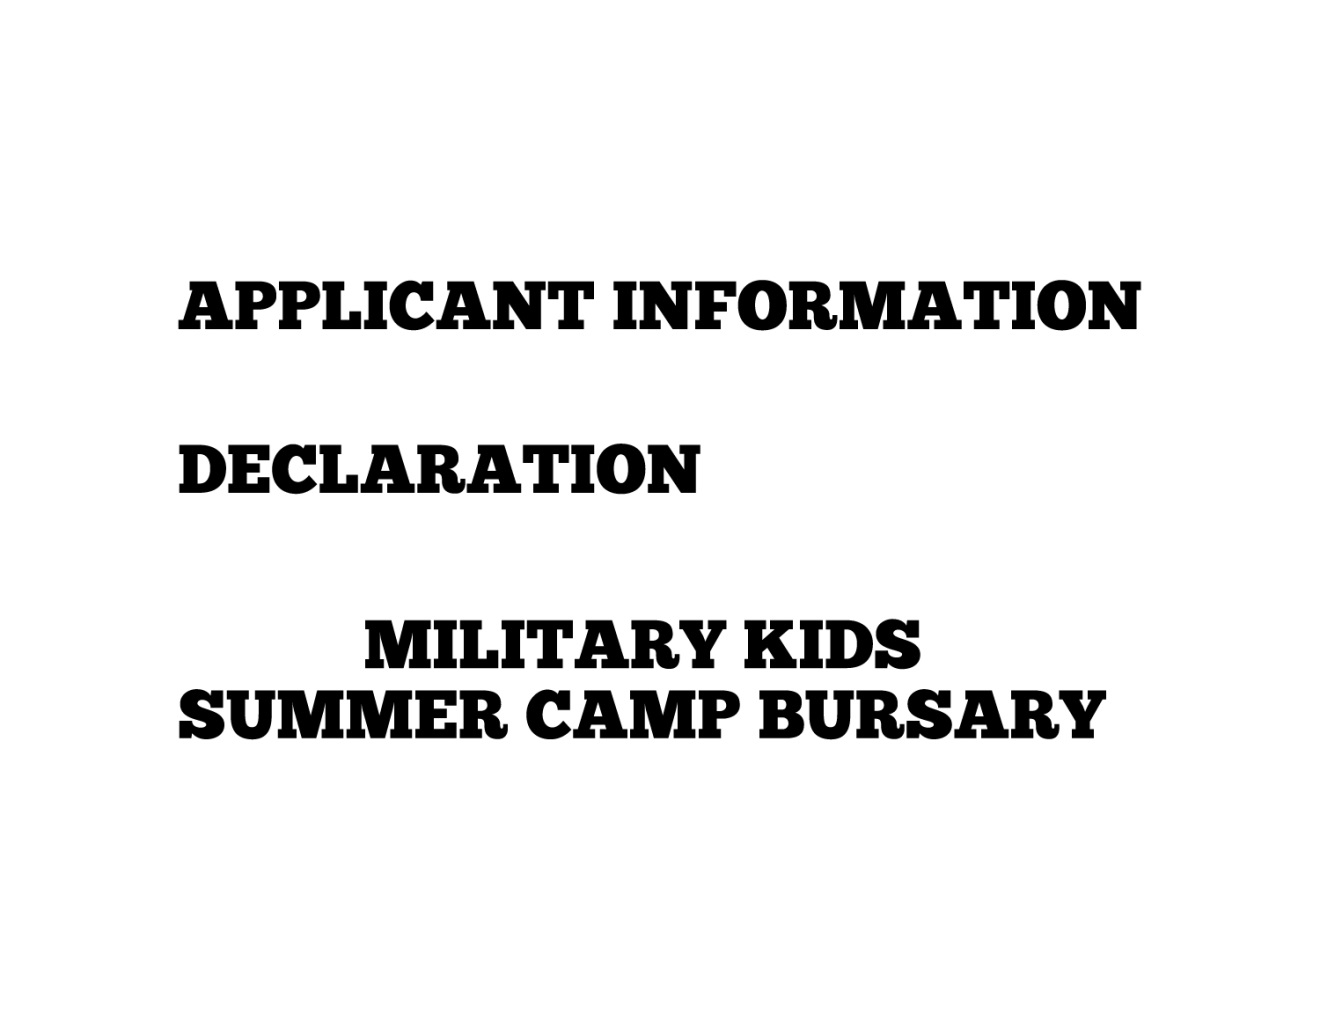 APPLICANT INFORMATION
DECLARATION
MILITARY KIDS
SUMMER CAMP BURSARY